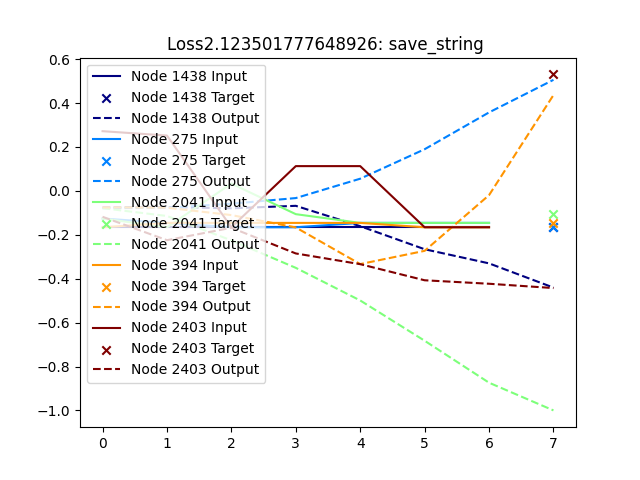 Loss2.123501777648926: save_string
0.6
0.4
0.2
0.0
−0.2
−0.4
−0.6
−0.8
−1.0
Node 1438 Input
Node 1438 Target
Node 1438 Output
Node 275 Input
Node 275 Target
Node 275 Output
Node 2041 Input
Node 2041 Target
Node 2041 Output
Node 394 Input
Node 394 Target
Node 394 Output
Node 2403 Input
Node 2403 Target
Node 2403 Output
0 1 2 3 4 5 6 7